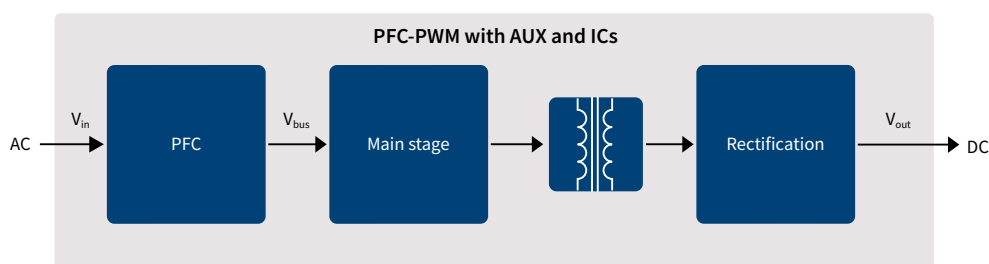 PFC-PWM with AUX and ICs
AC
Vin
PFC
Vbus
Main stage
Rectification
Vout
DC